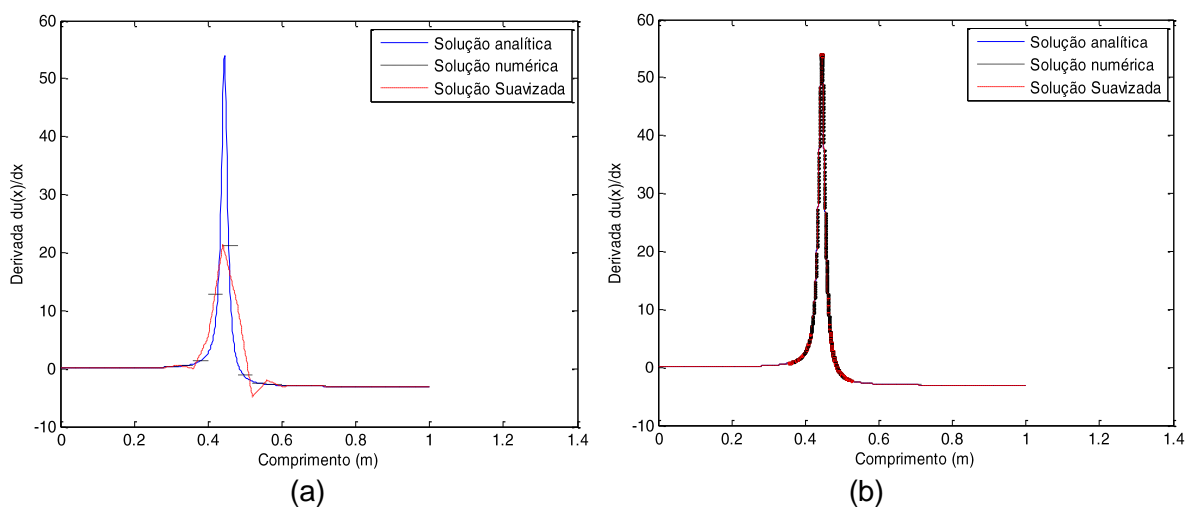 60
50
40
30
20
10
0
-10
Derivada du(x)/dx
Solução analítica
Solução numérica
Solução Suavizada
0 0.2 0.4 0.6 0.8 1 1.2 1.4
Comprimento (m)
(a)
60
50
40
30
20
10
0
-10
Derivada du(x)/dx
Solução analítica
Solução numérica
Solução Suavizada
0 0.2 0.4 0.6 0.8 1 1.2 1.4
Comprimento (m)
(b)